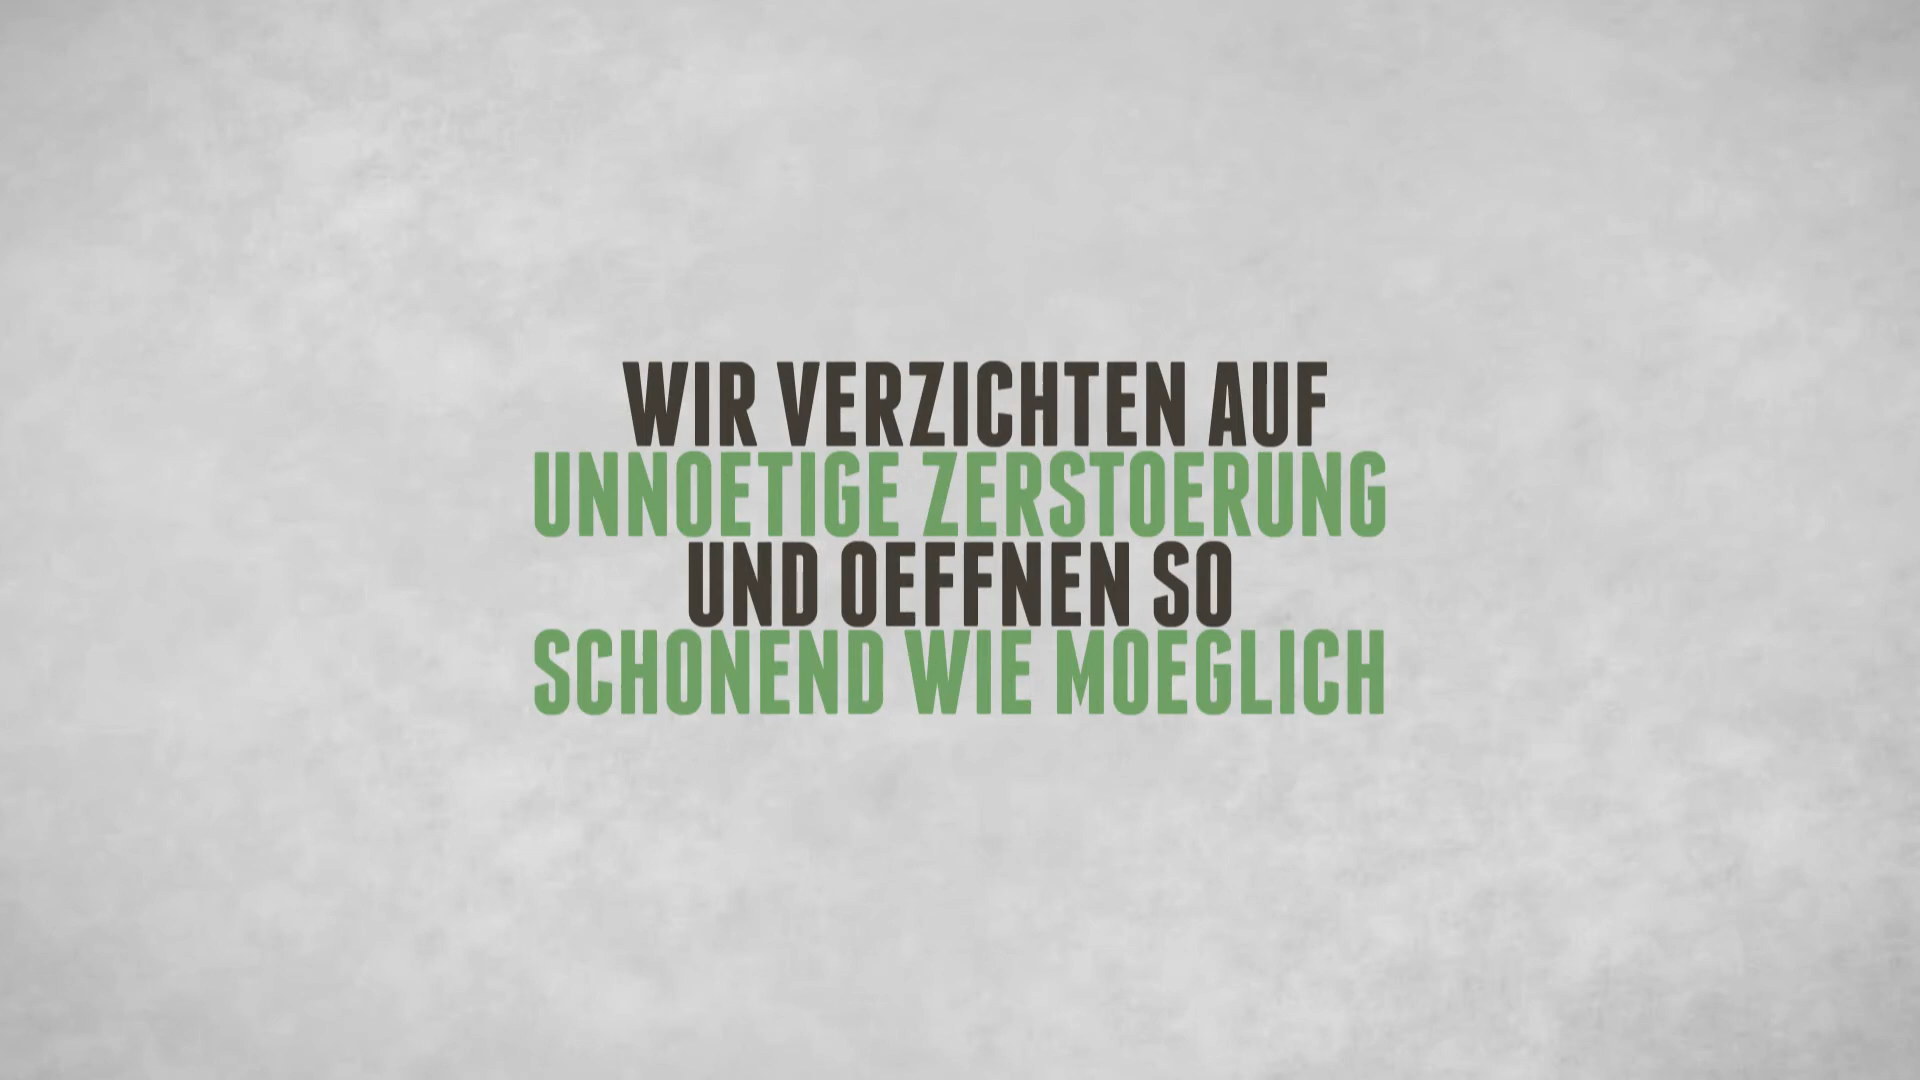 WIR VERZICHTEN AUF
UNNOETIGE ZERSTOERUNG
UND OEFFNEN SO
SCHONEND WIE MOEGLICH